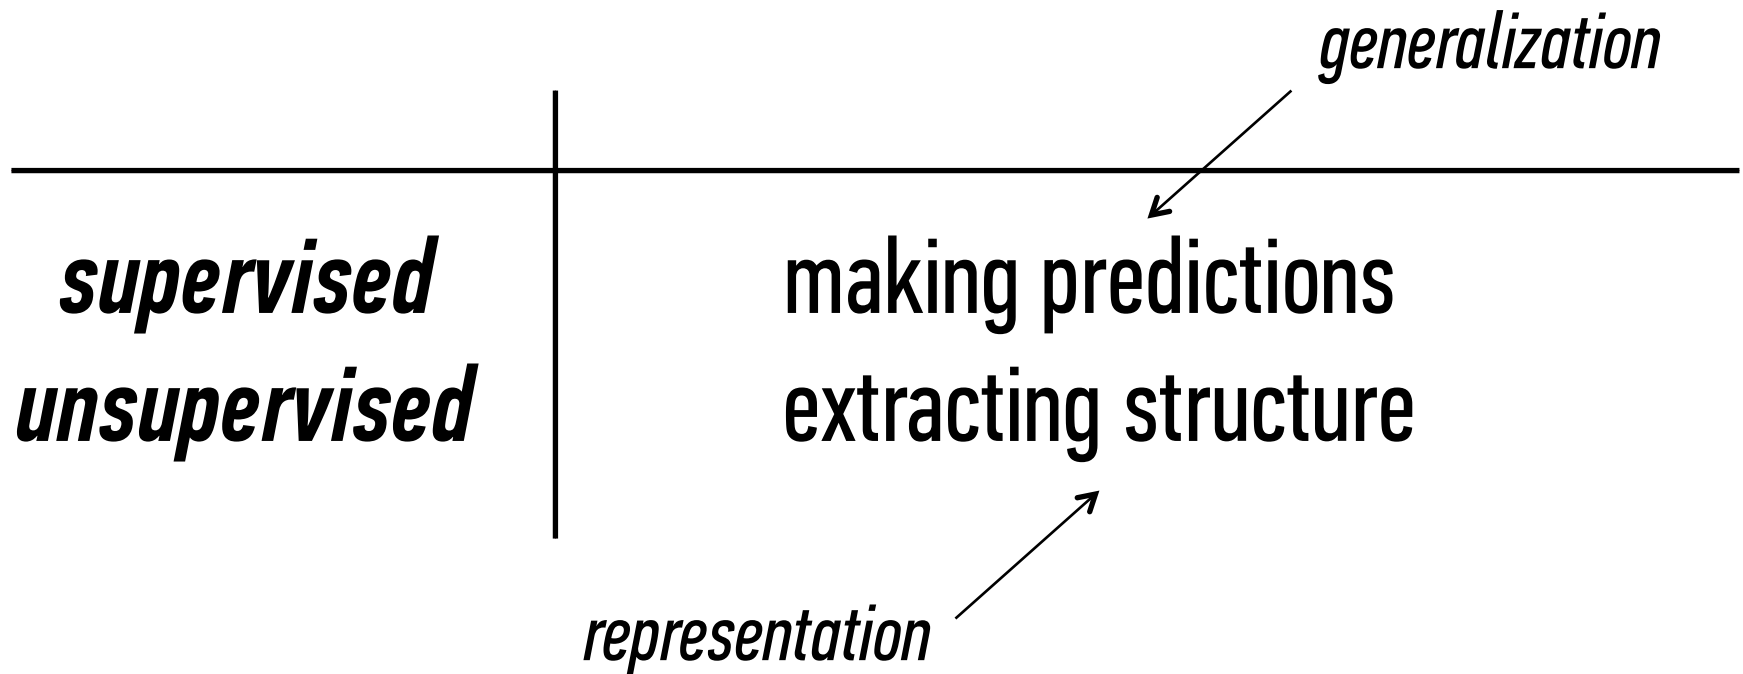 generalization
supervised making predictions
unsupervised extracting structure
representation